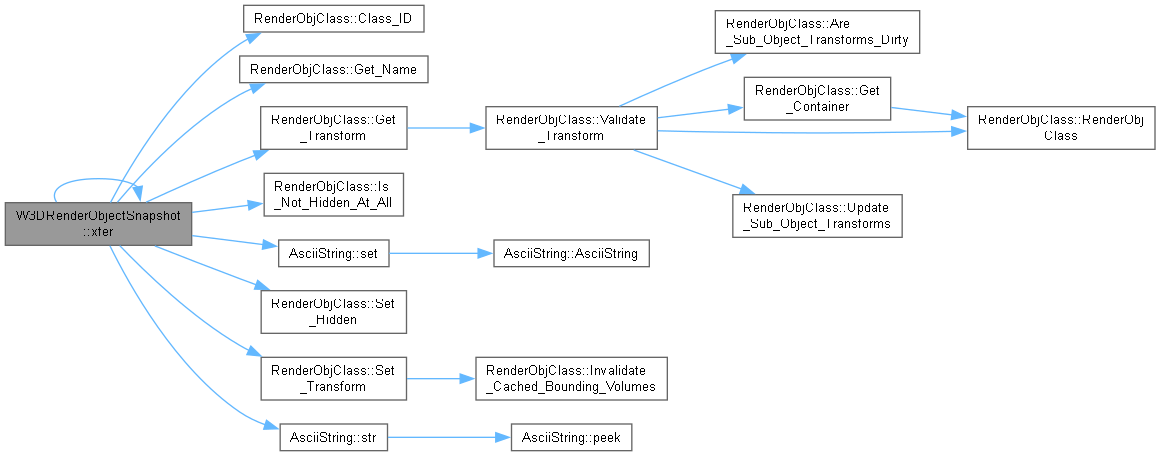 RenderObjClass::Class_ID
RenderObjClass::Get_Name
RenderObjClass::Get
_Transform
RenderObjClass::Is
_Not_Hidden_At_All
W3DRenderObjectSnapshot
::xfer
AsciiString::set
RenderObjClass::Set
_Hidden
RenderObjClass::Set
_Transform
AsciiString::str
RenderObjClass::Validate
_Transform
AsciiString::AsciiString
RenderObjClass::Invalidate
_Cached_Bounding_Volumes
AsciiString::peek
RenderObjClass::Are
_Sub_Object_Transforms_Dirty
RenderObjClass::Get
_Container
RenderObjClass::Update
_Sub_Object_Transforms
RenderObjClass::RenderObj
Class